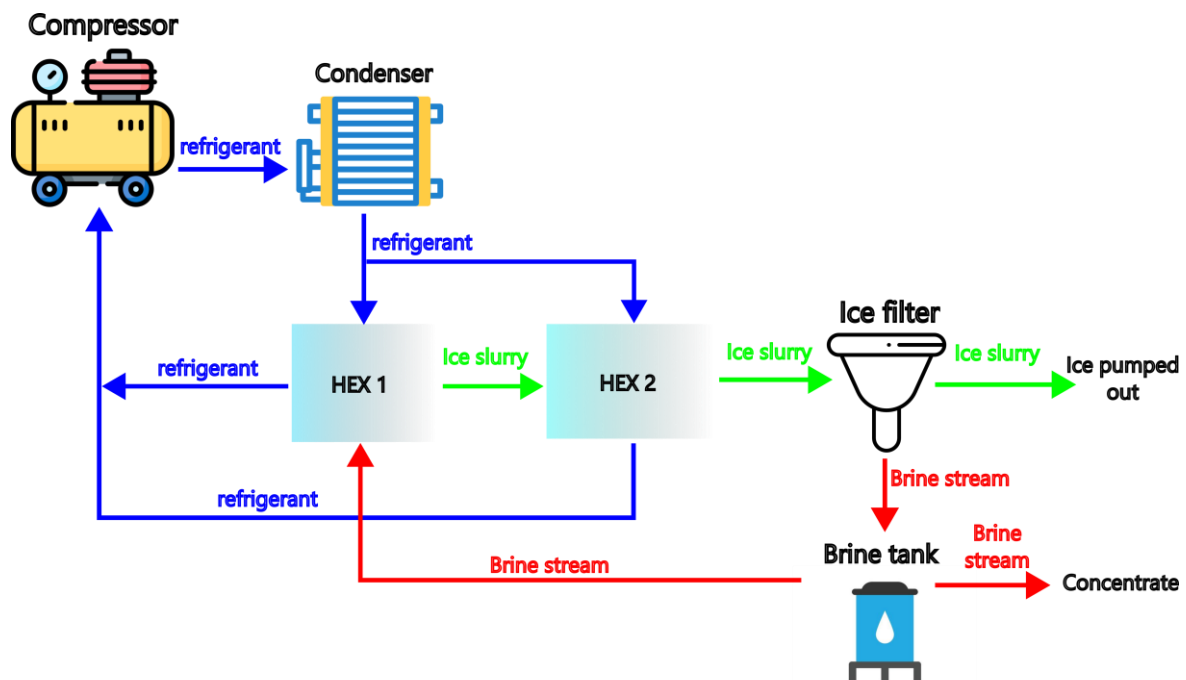 Compressor
Condenser
refrigerant
refrigerant
Ice filter
Ice slurry
Ice slurry
Ice slurry
refrigerant
HEX 1
HEX 2
Ice pumped
out
Brine stream
refrigerant
Brine
stream
Brine tank
Brine stream
Concentrate